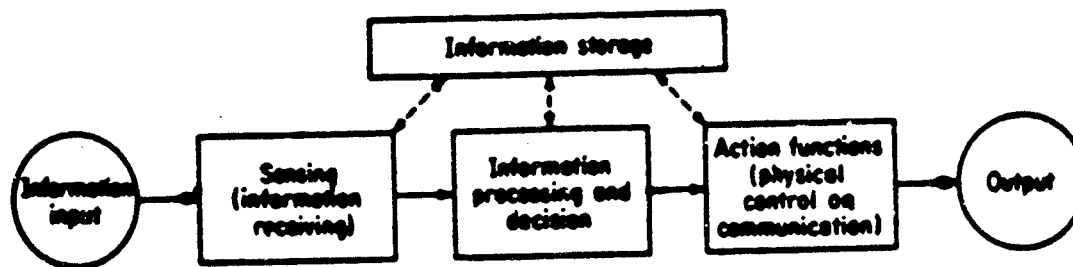 Information storage
Information
input
Sensing
(information
receiving)
Information
processing and
decision
Action functions
(physical
control or
communication)
Output